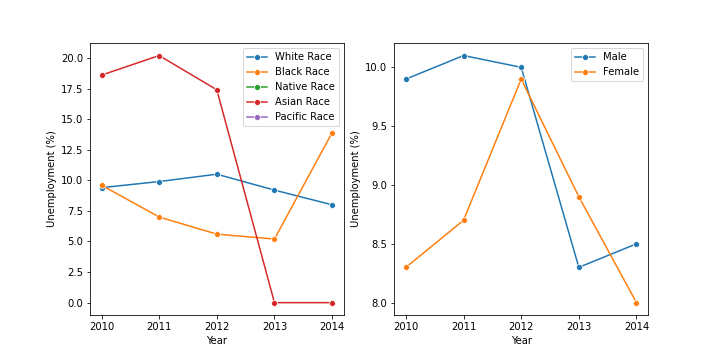 20.0
17.5
15.0
12.5
10.0
7.5
5.0
2.5
0.0
Unemployment (%)
2010 2011 2012 2013 2014
Year
White Race
Black Race
Native Race
Asian Race
Pacific Race
10.0
9.5
9.0
8.5
8.0
Unemployment (%)
2010 2011 2012 2013 2014
Year
Male
Female